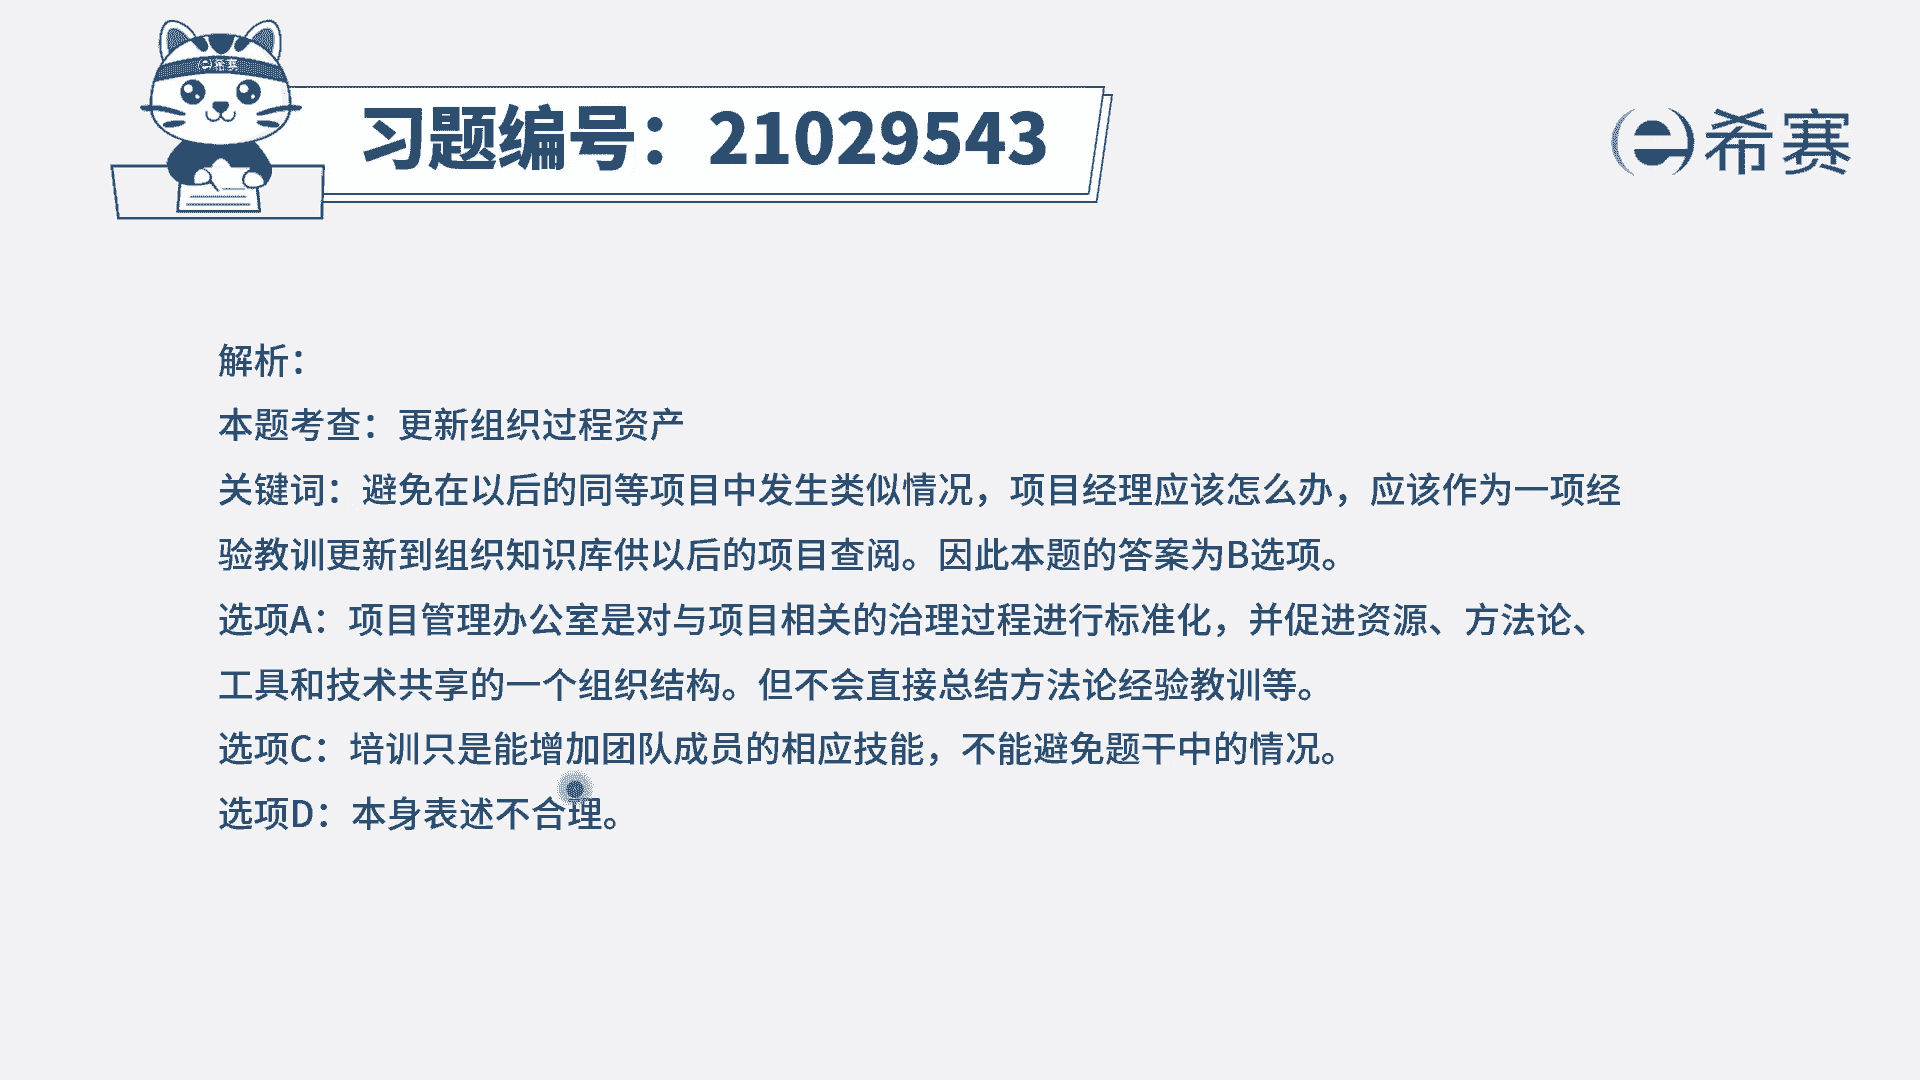 希赛
习题编号：21029543
希赛
解析：
本题考查：更新组织过程资产
关键词：避免在以后的同等项目中发生类似情况，项目经理应该怎么办，应该作为一项经
验教训更新到组织知识库供以后的项目查阅。因此本题的答案为B选项。
选项A：项目管理办公室是对与项目相关的治理过程进行标准化，并促进资源、方法论、
工具和技术共享的一个组织结构。但不会直接总结方法论经验教训等。
选项C：培训只是能增加团队成员的相应技能，不能避免题干中的情况。
选项D：本身表述不合理。